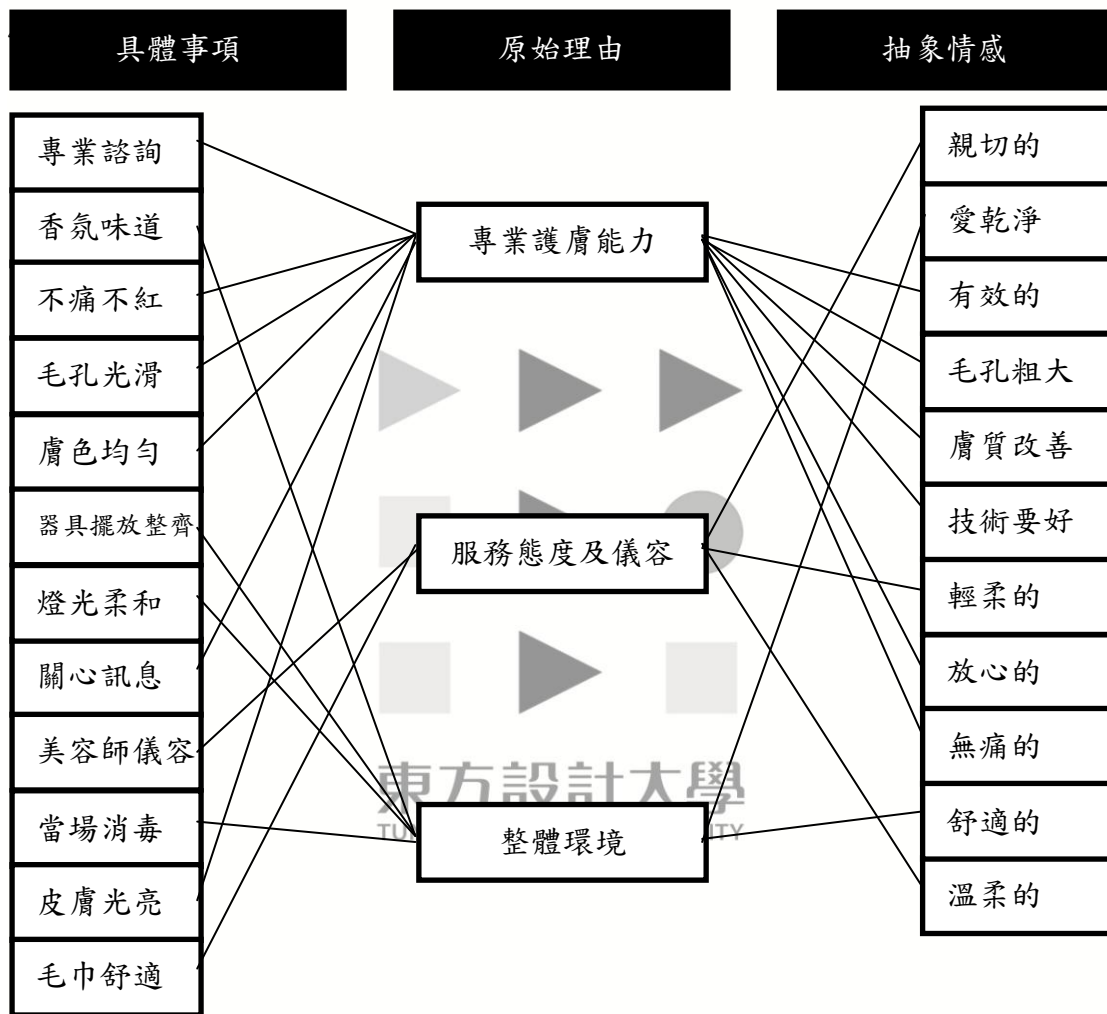 具體事項
原始理由
抽象情感
專業諮詢
香氛味道
不痛不紅
毛孔光滑
膚色均勻
器具擺放整齊
燈光柔和
關心訊息
美容師儀容
當場消毒
皮膚光亮
毛巾舒適
專業護膚能力
服務態度及儀容
東方設計大學
整體環境
親切的
愛乾淨
有效的
毛孔粗大
膚質改善
技術要好
輕柔的
放心的
無痛的
舒適的
溫柔的